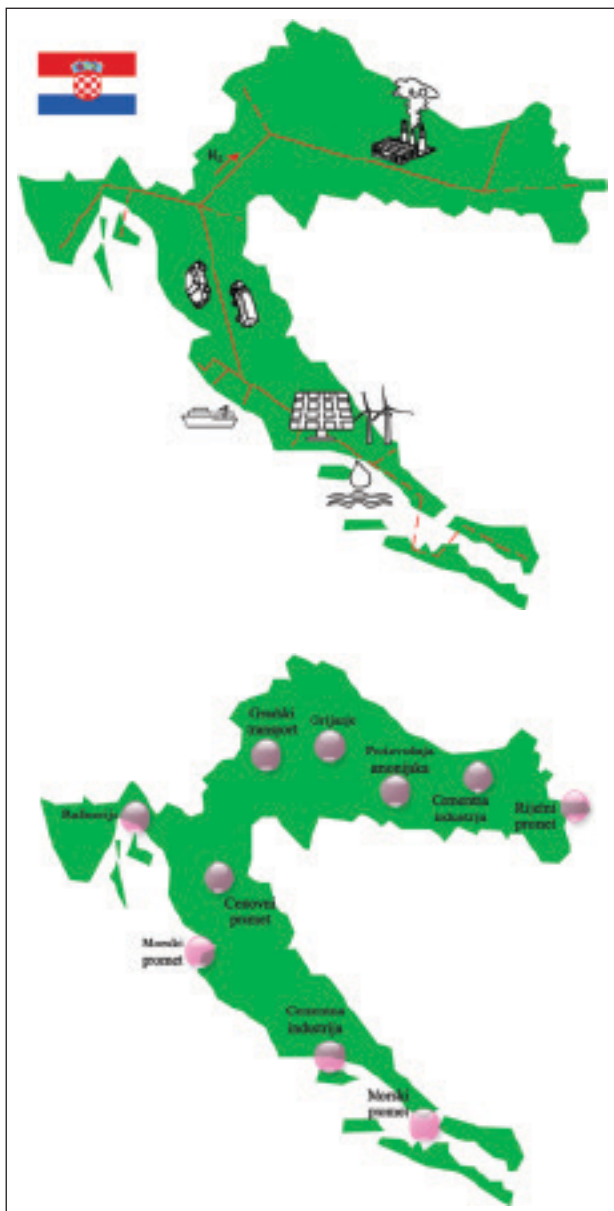 H₂
Gradski
transport
Grijanje
Proizvodnja
amonijaka
Cementna
industrija
Riječni
promet
Rafinerija
Cestovni
promet
Morski
promet
Cementna
industrija
Morski
promet